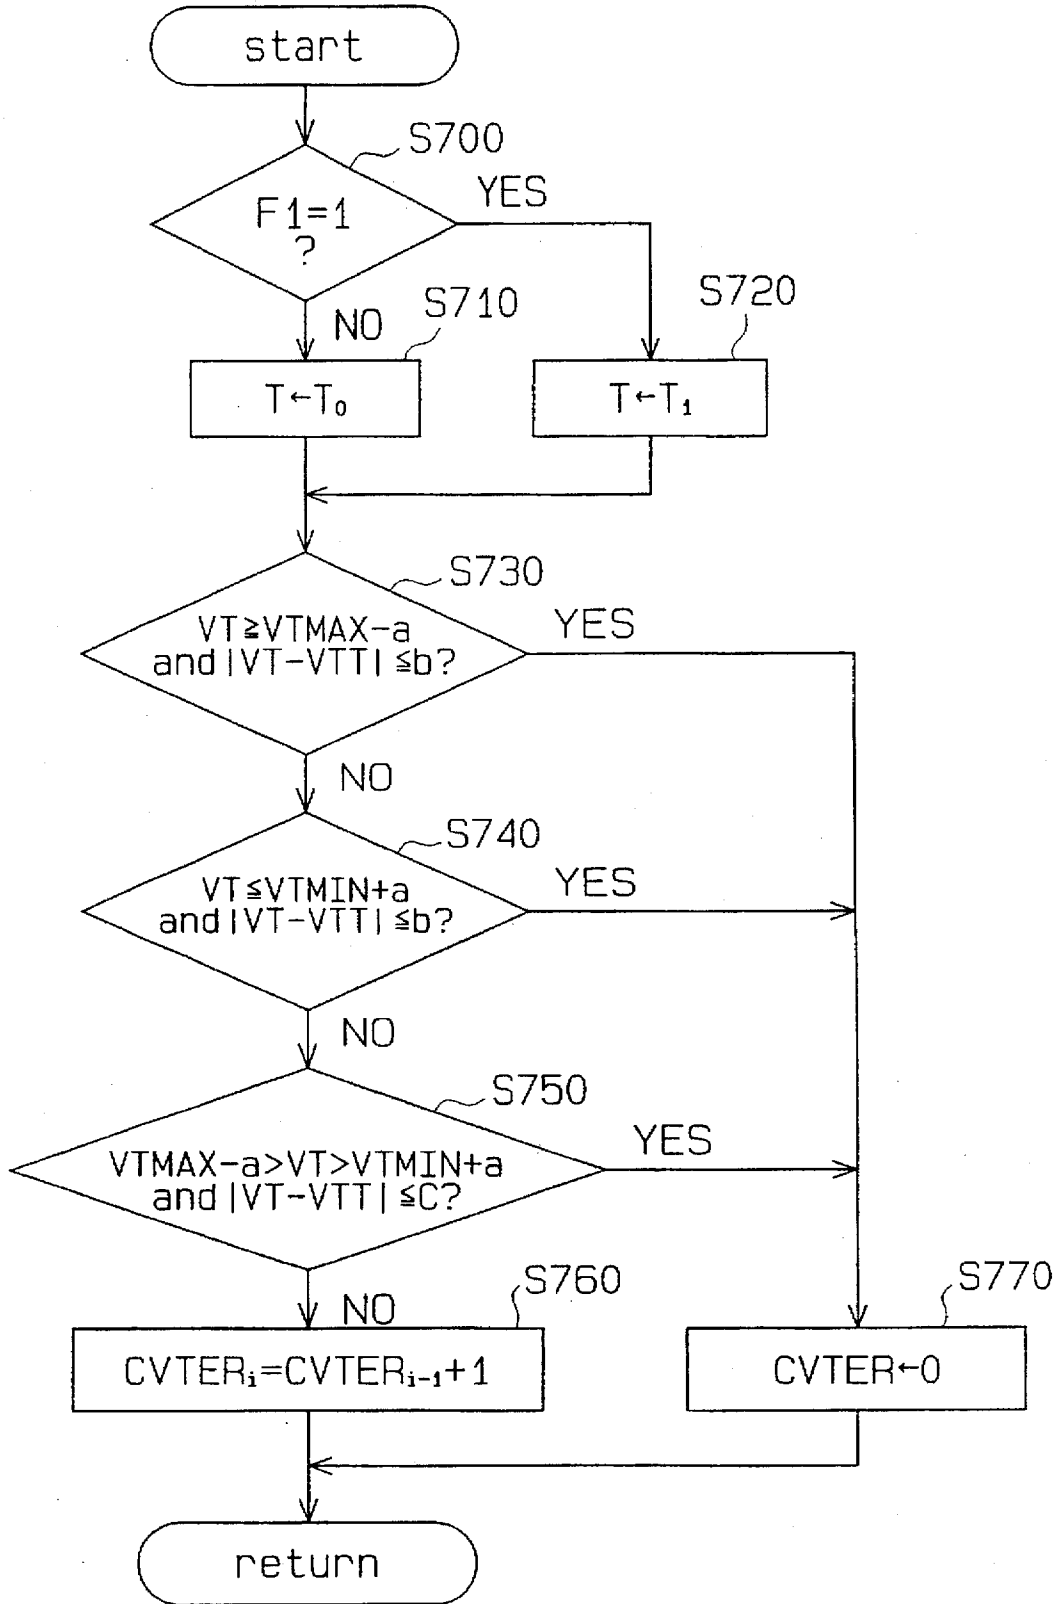 start
S700
F1=1
?
YES
NO
S710
S720
T←T₀
T←T₁
S730
VT≧VTMAX-a
and|VT-VTT|≦b?
YES
NO
S740
VT≦VTMIN+a
and|VT-VTT|≦b?
YES
NO
S750
VTMAX-a>VT>VTMIN+a
and|VT-VTT|≦C?
YES
NO
S760
S770
CVTERᵢ=CVTERᵢ₋₁+1
CVTER←0
return